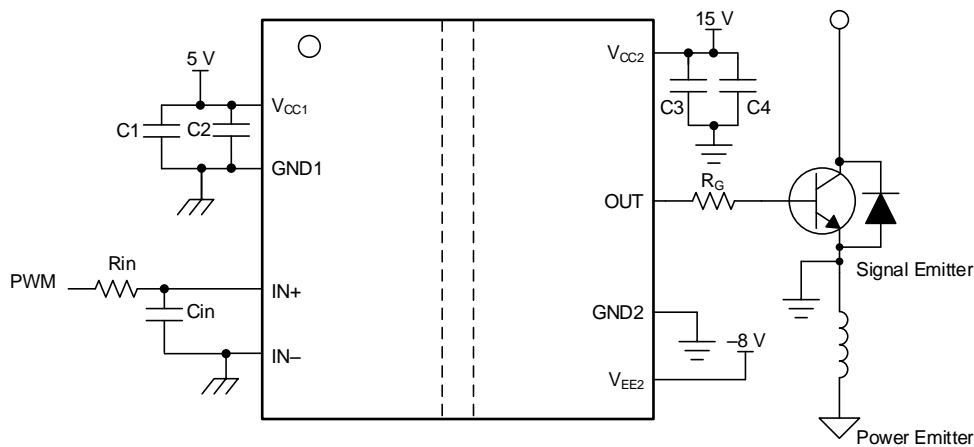 15 V
5 V
VCC2
VCC1
C1
C2
C3
C4
GND1
OUT
RG
PWM
Rin
IN+
Signal Emitter
Cin
GND2
–8 V
IN–
VEE2
Power Emitter